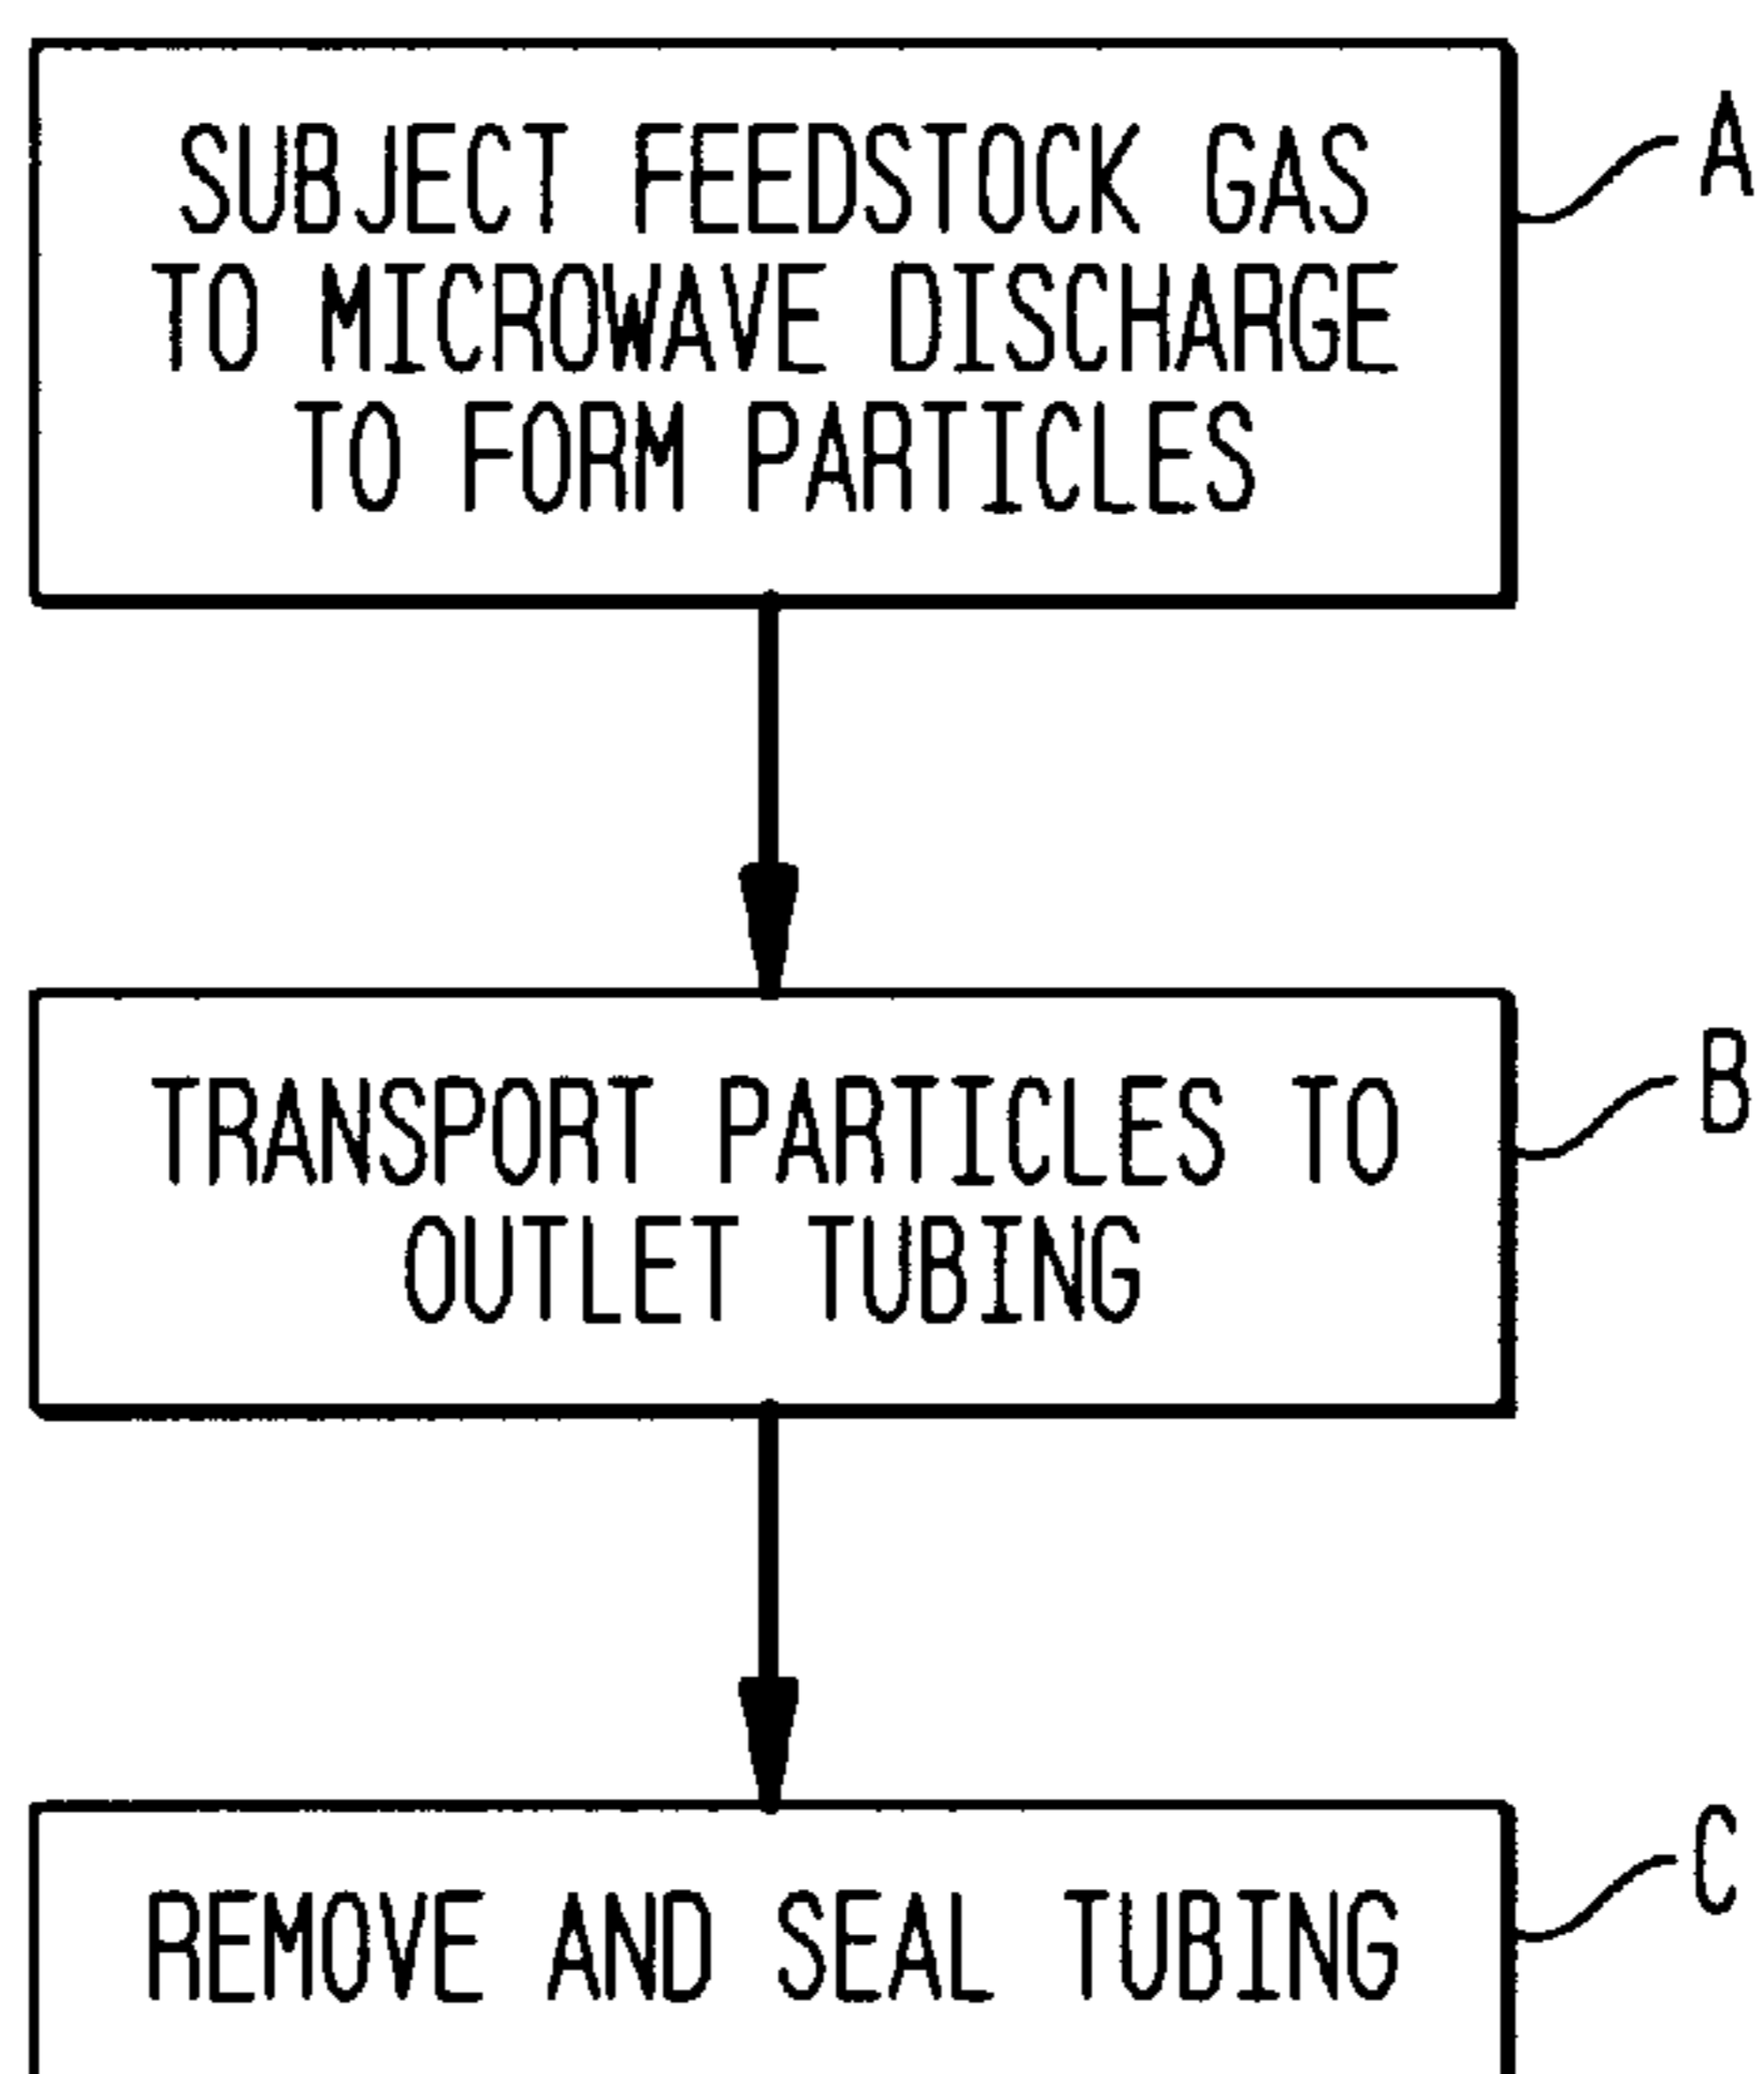 SUBJECT FEEDSTOCK GAS
TO MICROWAVE DISCHARGE
TO FORM PARTICLES
A
TRANSPORT PARTICLES TO
OUTLET TUBING
B
REMOVE AND SEAL TUBING
C